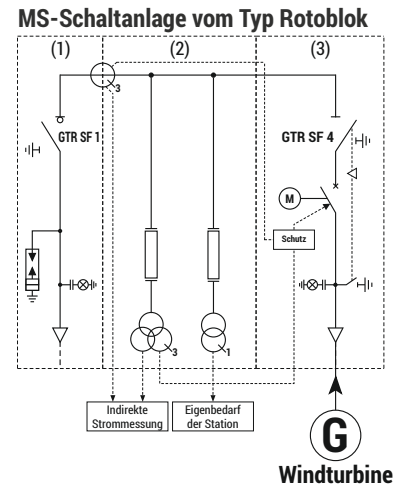 MS-Schaltanlage vom Typ Rotoblok
(1) (2) (3)
3
GTR SF 1
GTR SF 4
M
Schutz
3
1
Indirekte
Strommessung
Eigenbedarf
der Station
G
Windturbine